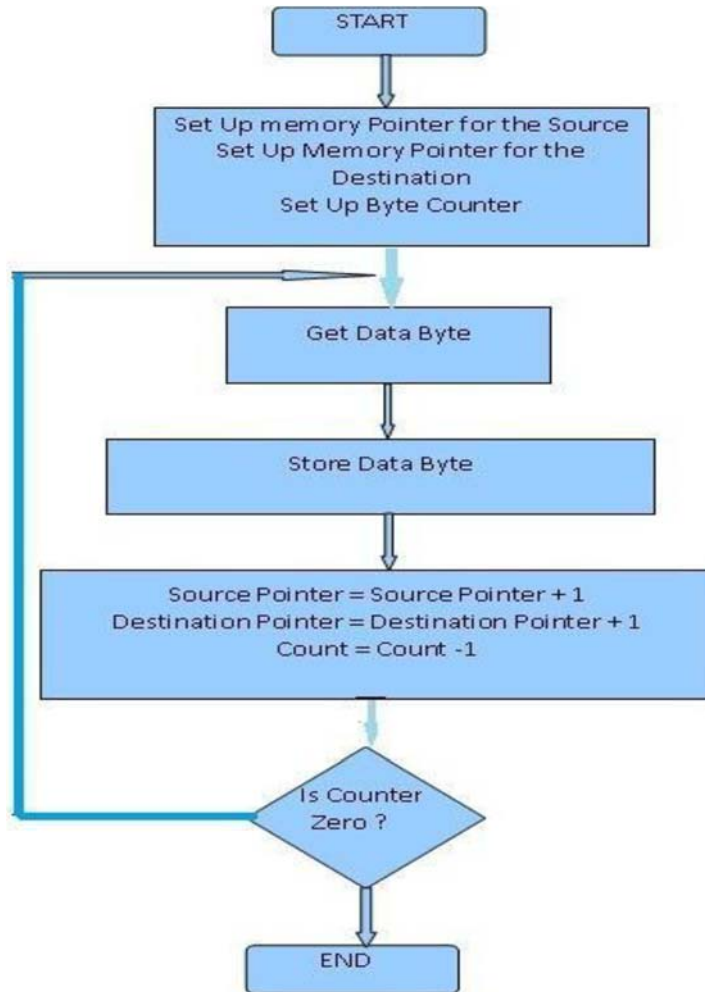 START
Set Up memory Pointer for the Source
Set Up Memory Pointer for the
Destination
Set Up Byte Counter
Get Data Byte
Store Data Byte
Source Pointer = Source Pointer + 1
Destination Pointer = Destination Pointer + 1
Count = Count -1
Is Counter
Zero ?
END